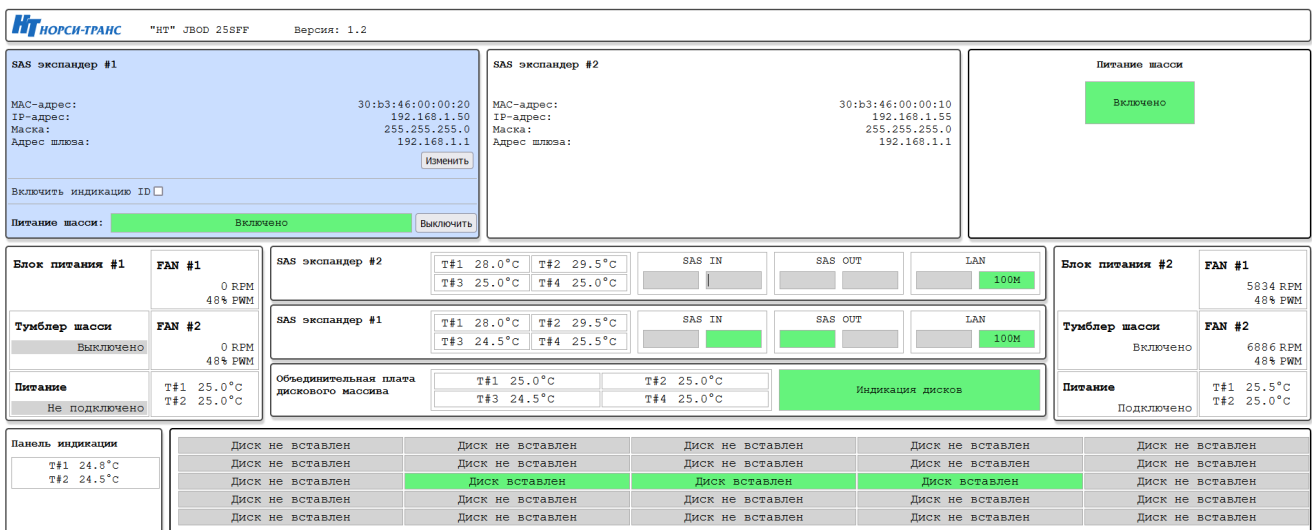 НТ НОРСИ-ТРАНС "НТ" JBOD 25SFF Версия: 1.2
SAS экспандер #1
MAC-адрес: 30:b3:46:00:00:20
IP-адрес: 192.168.1.50
Маска: 255.255.255.0
Адрес шлюза: 192.168.1.1
Изменить
Включить индикацию ID
Питание шасси: Включено Выключить
SAS экспандер #2
MAC-адрес: 30:b3:46:00:00:10
IP-адрес: 192.168.1.55
Маска: 255.255.255.0
Адрес шлюза: 192.168.1.1
Питание шасси
Включено
Блок питания #1
FAN #1
0 RPM
48% PWM
Тумблер шасси
Выключено
FAN #2
0 RPM
48% PWM
Питание
Не подключено
T#1 25.0°C
T#2 25.0°C
SAS экспандер #2
T#1 28.0°C T#2 29.5°C
T#3 25.0°C T#4 25.0°C
SAS IN
SAS OUT
LAN
100M
SAS экспандер #1
T#1 28.0°C T#2 29.5°C
T#3 24.5°C T#4 25.5°C
SAS IN
SAS OUT
LAN
100M
Объединительная плата
дискового массива
T#1 25.0°C T#2 25.0°C
T#3 24.5°C T#4 25.0°C
Индикация дисков
Блок питания #2
FAN #1
5834 RPM
48% PWM
Тумблер шасси
Включено
FAN #2
6886 RPM
48% PWM
Питание
Подключено
T#1 25.5°C
T#2 25.0°C
Панель индикации
T#1 24.8°C
T#2 24.5°C
Диск не вставлен Диск не вставлен Диск не вставлен Диск не вставлен Диск не вставлен
Диск не вставлен Диск не вставлен Диск не вставлен Диск не вставлен Диск не вставлен
Диск не вставлен Диск вставлен Диск вставлен Диск вставлен Диск не вставлен
Диск не вставлен Диск не вставлен Диск не вставлен Диск не вставлен Диск не вставлен
Диск не вставлен Диск не вставлен Диск не вставлен Диск не вставлен Диск не вставлен